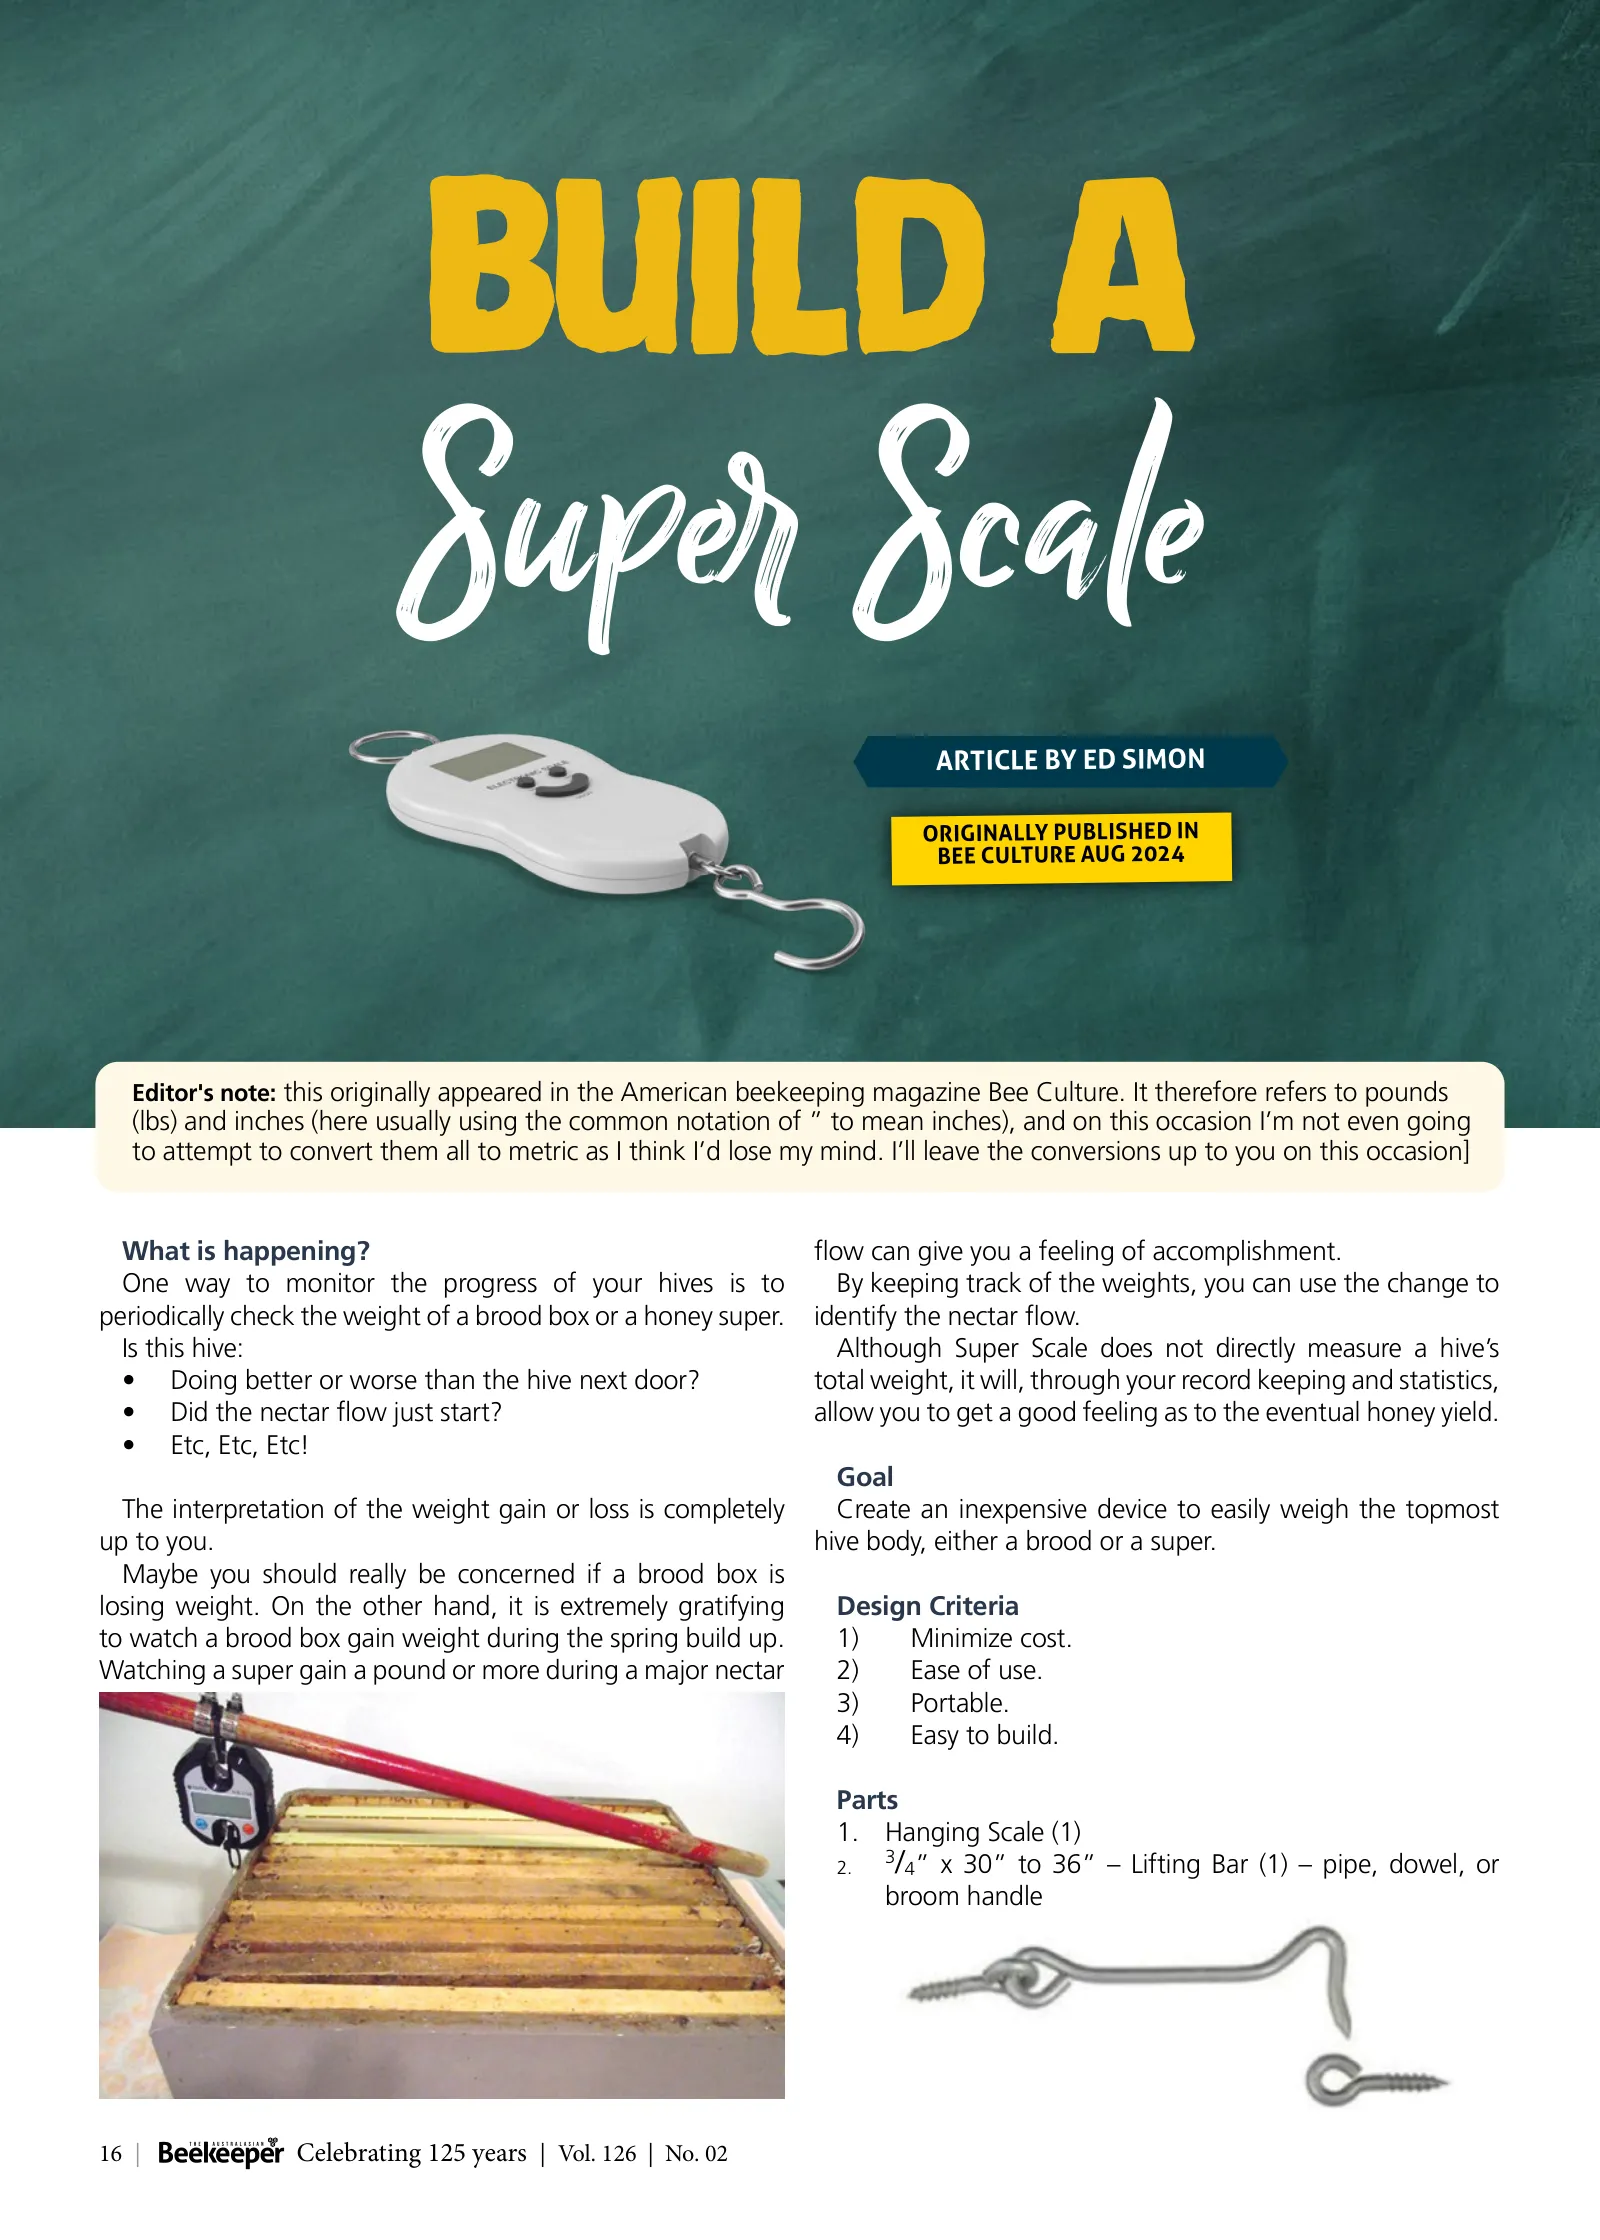 BUILD A
Super Scale
ELECTRONIC SCALE
ARTICLE BY ED SIMON
ORIGINALLY PUBLISHED IN
BEE CULTURE AUG 2024
Editor's note: this originally appeared in the American beekeeping magazine Bee Culture. It therefore refers to pounds
(lbs) and inches (here usually using the common notation of ” to mean inches), and on this occasion I’m not even going
to attempt to convert them all to metric as I think I’d lose my mind. I’ll leave the conversions up to you on this occasion]
What is happening?
One way to monitor the progress of your hives is to
periodically check the weight of a brood box or a honey super.
Is this hive:
• Doing better or worse than the hive next door?
• Did the nectar flow just start?
• Etc, Etc, Etc!
The interpretation of the weight gain or loss is completely
up to you.
Maybe you should really be concerned if a brood box is
losing weight. On the other hand, it is extremely gratifying
to watch a brood box gain weight during the spring build up.
Watching a super gain a pound or more during a major nectar
flow can give you a feeling of accomplishment.
By keeping track of the weights, you can use the change to
identify the nectar flow.
Although Super Scale does not directly measure a hive’s
total weight, it will, through your record keeping and statistics,
allow you to get a good feeling as to the eventual honey yield.
Goal
Create an inexpensive device to easily weigh the topmost
hive body, either a brood or a super.
Design Criteria
1) Minimize cost.
2) Ease of use.
3) Portable.
4) Easy to build.
Parts
1. Hanging Scale (1)
2. 3/4” x 30” to 36” – Lifting Bar (1) – pipe, dowel, or
broom handle
16 | THE AUSTRALASIAN Beekeeper Celebrating 125 years | Vol. 126 | No. 02